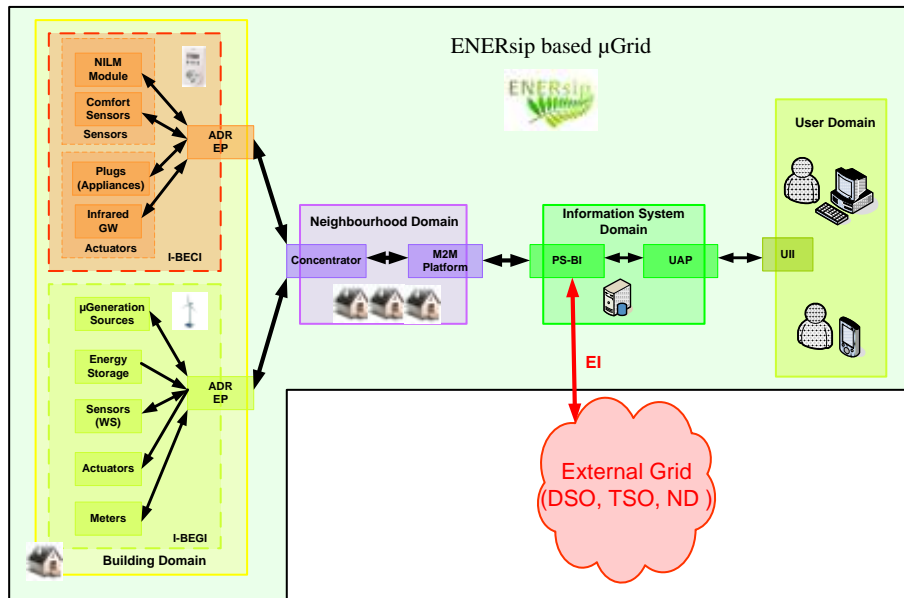 ENERsip based µGrid
ENERsip
NILM
Module
Comfort
Sensors
Sensors
Plugs
(Appliances)
Infrared
GW
Actuators
I-BECI
ADR
EP
µGeneration
Sources
Energy
Storage
Sensors
(WS)
Actuators
Meters
I-BEGI
ADR
EP
Building Domain
Neighbourhood Domain
Concentrator
M2M
Platform
Information System
Domain
PS-BI
UAP
User Domain
UII
EI
External Grid
(DSO, TSO, ND )